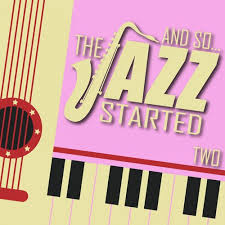 AND SO...
THE JAZZ
STARTED
TWO